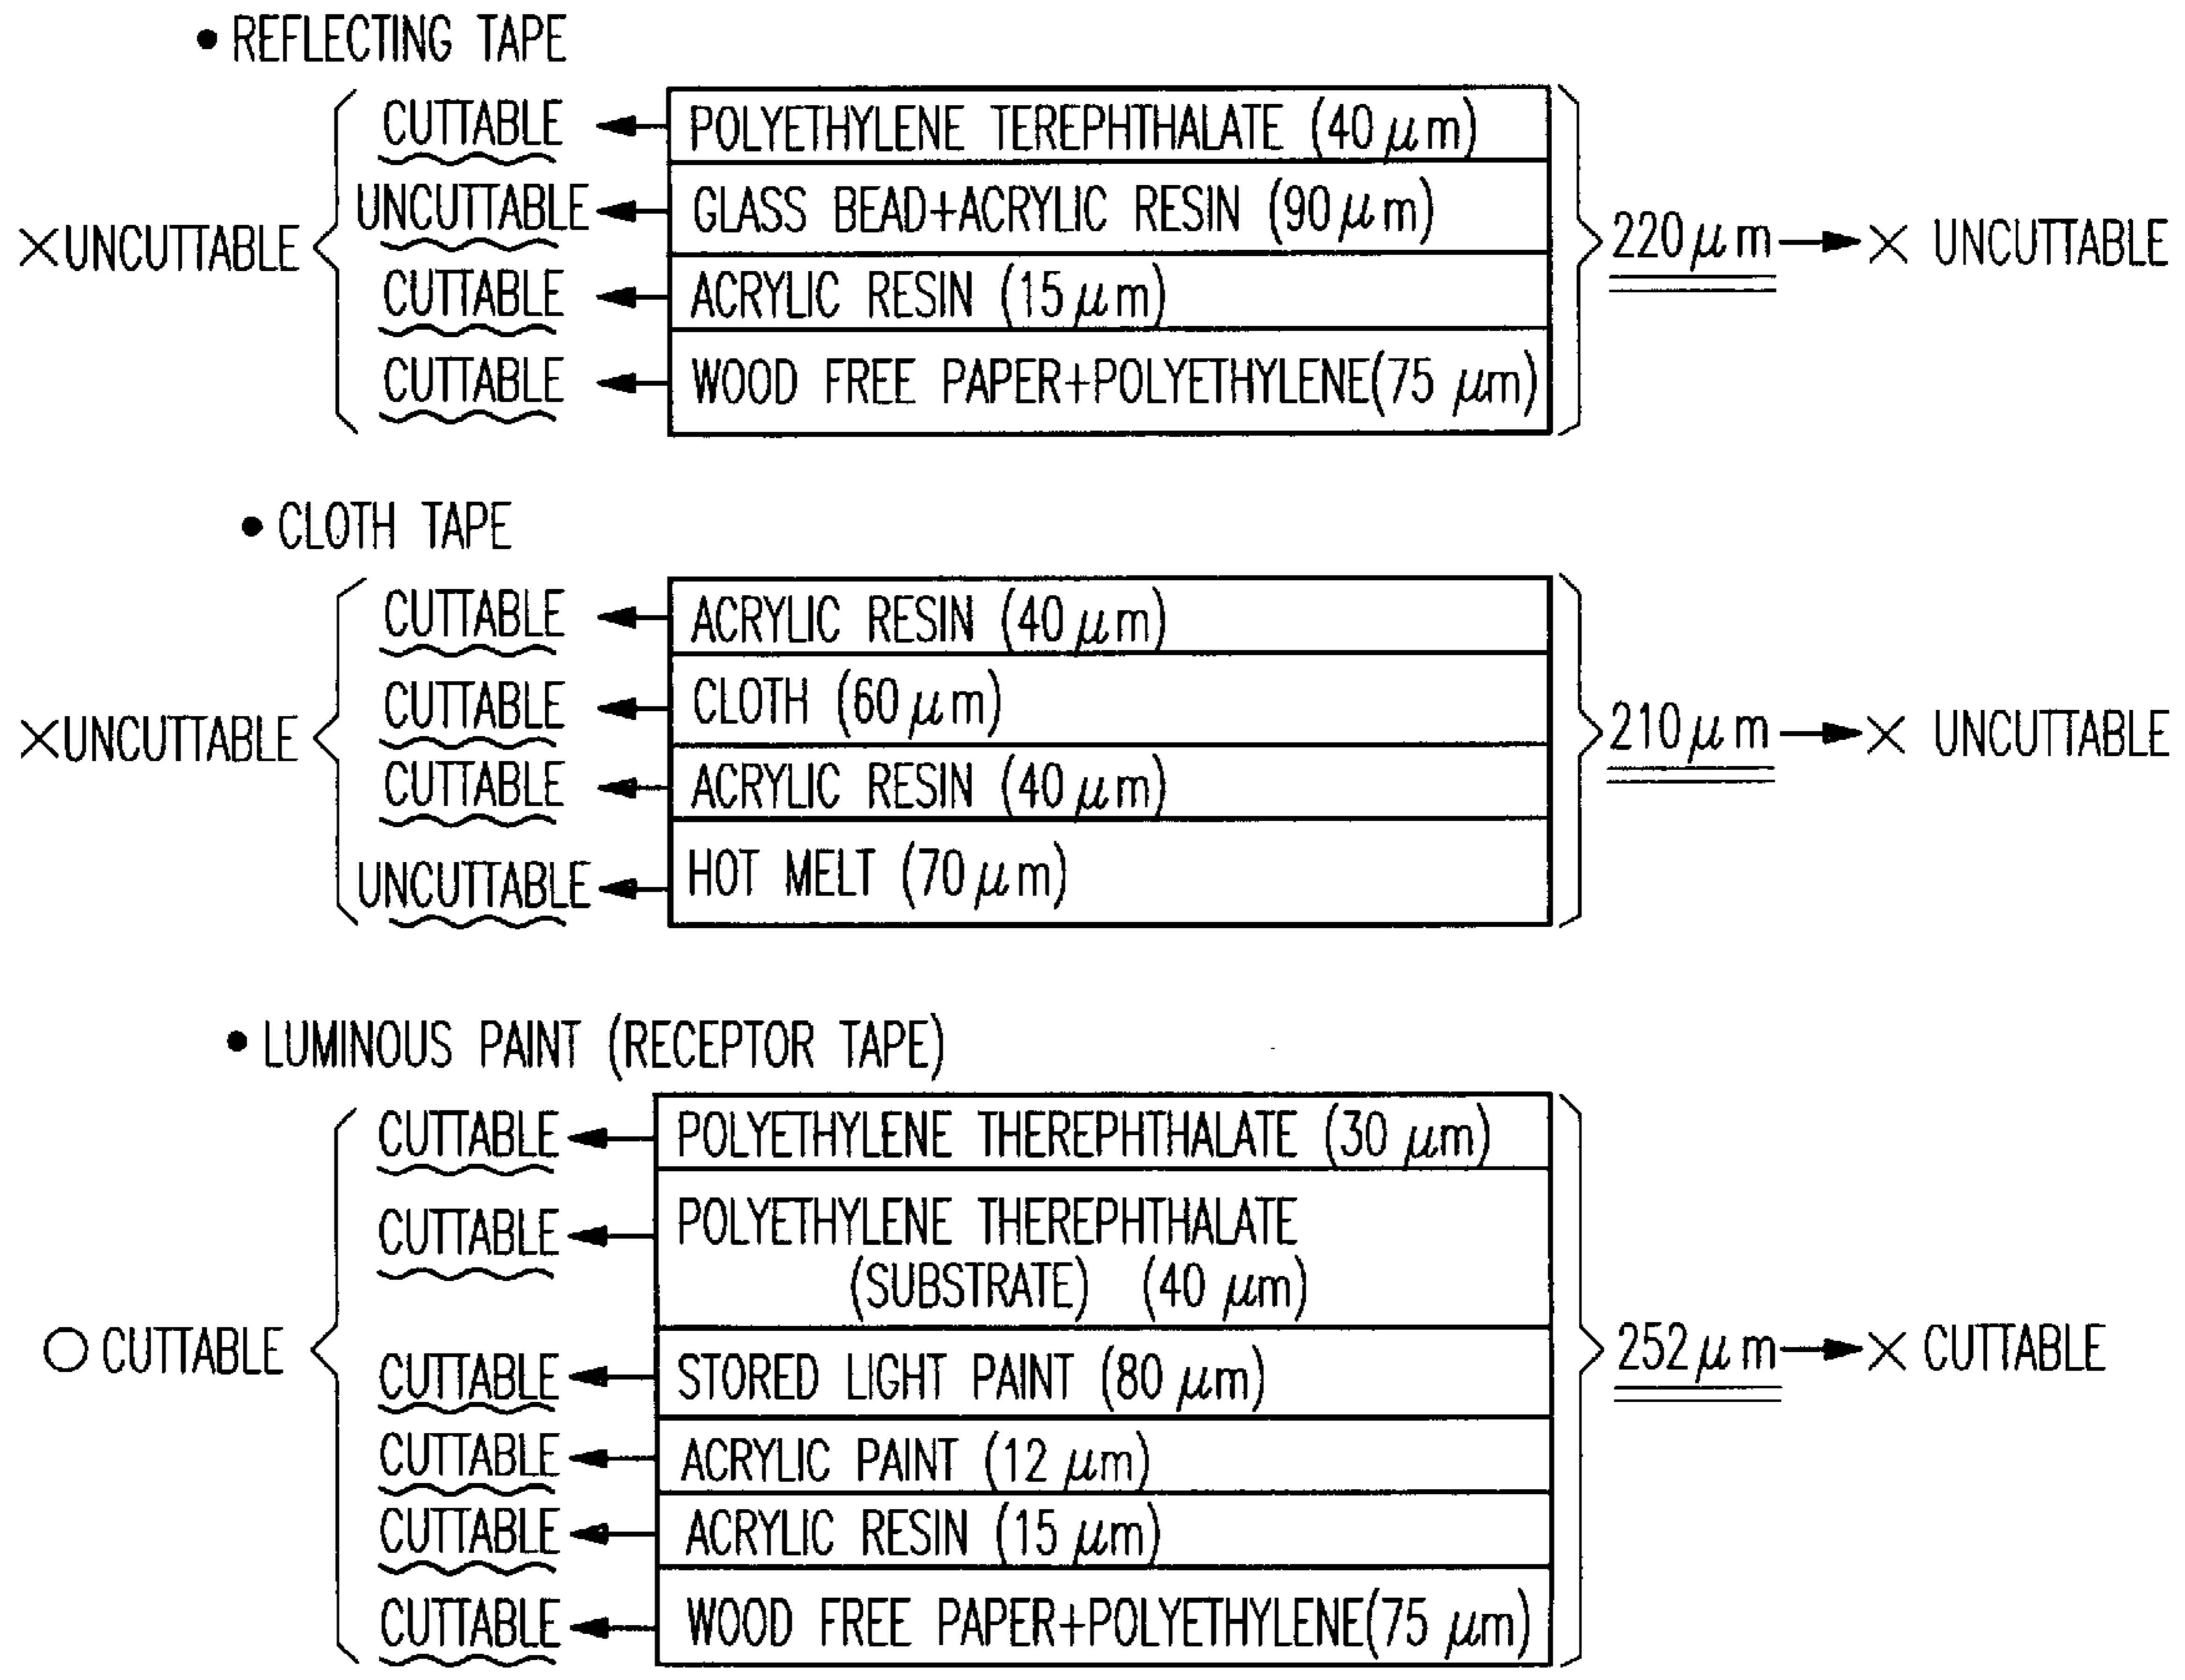 • REFLECTING TAPE
CUTTABLE ← POLYETHYLENE TEREPHTHALATE (40 μm)
UNCUTTABLE ← GLASS BEAD+ACRYLIC RESIN (90 μm)
×UNCUTTABLE 220 μm → × UNCUTTABLE
CUTTABLE ← ACRYLIC RESIN (15 μm)
CUTTABLE ← WOOD FREE PAPER+POLYETHYLENE(75 μm)
• CLOTH TAPE
CUTTABLE ← ACRYLIC RESIN (40 μm)
CUTTABLE ← CLOTH (60 μm)
×UNCUTTABLE 210 μm → × UNCUTTABLE
CUTTABLE ← ACRYLIC RESIN (40 μm)
UNCUTTABLE ← HOT MELT (70 μm)
• LUMINOUS PAINT (RECEPTOR TAPE)
CUTTABLE ← POLYETHYLENE THEREPHTHALATE (30 μm)
CUTTABLE ← POLYETHYLENE THEREPHTHALATE
(SUBSTRATE) (40 μm)
○ CUTTABLE 252 μm → × CUTTABLE
CUTTABLE ← STORED LIGHT PAINT (80 μm)
CUTTABLE ← ACRYLIC PAINT (12 μm)
CUTTABLE ← ACRYLIC RESIN (15 μm)
CUTTABLE ← WOOD FREE PAPER+POLYETHYLENE(75 μm)